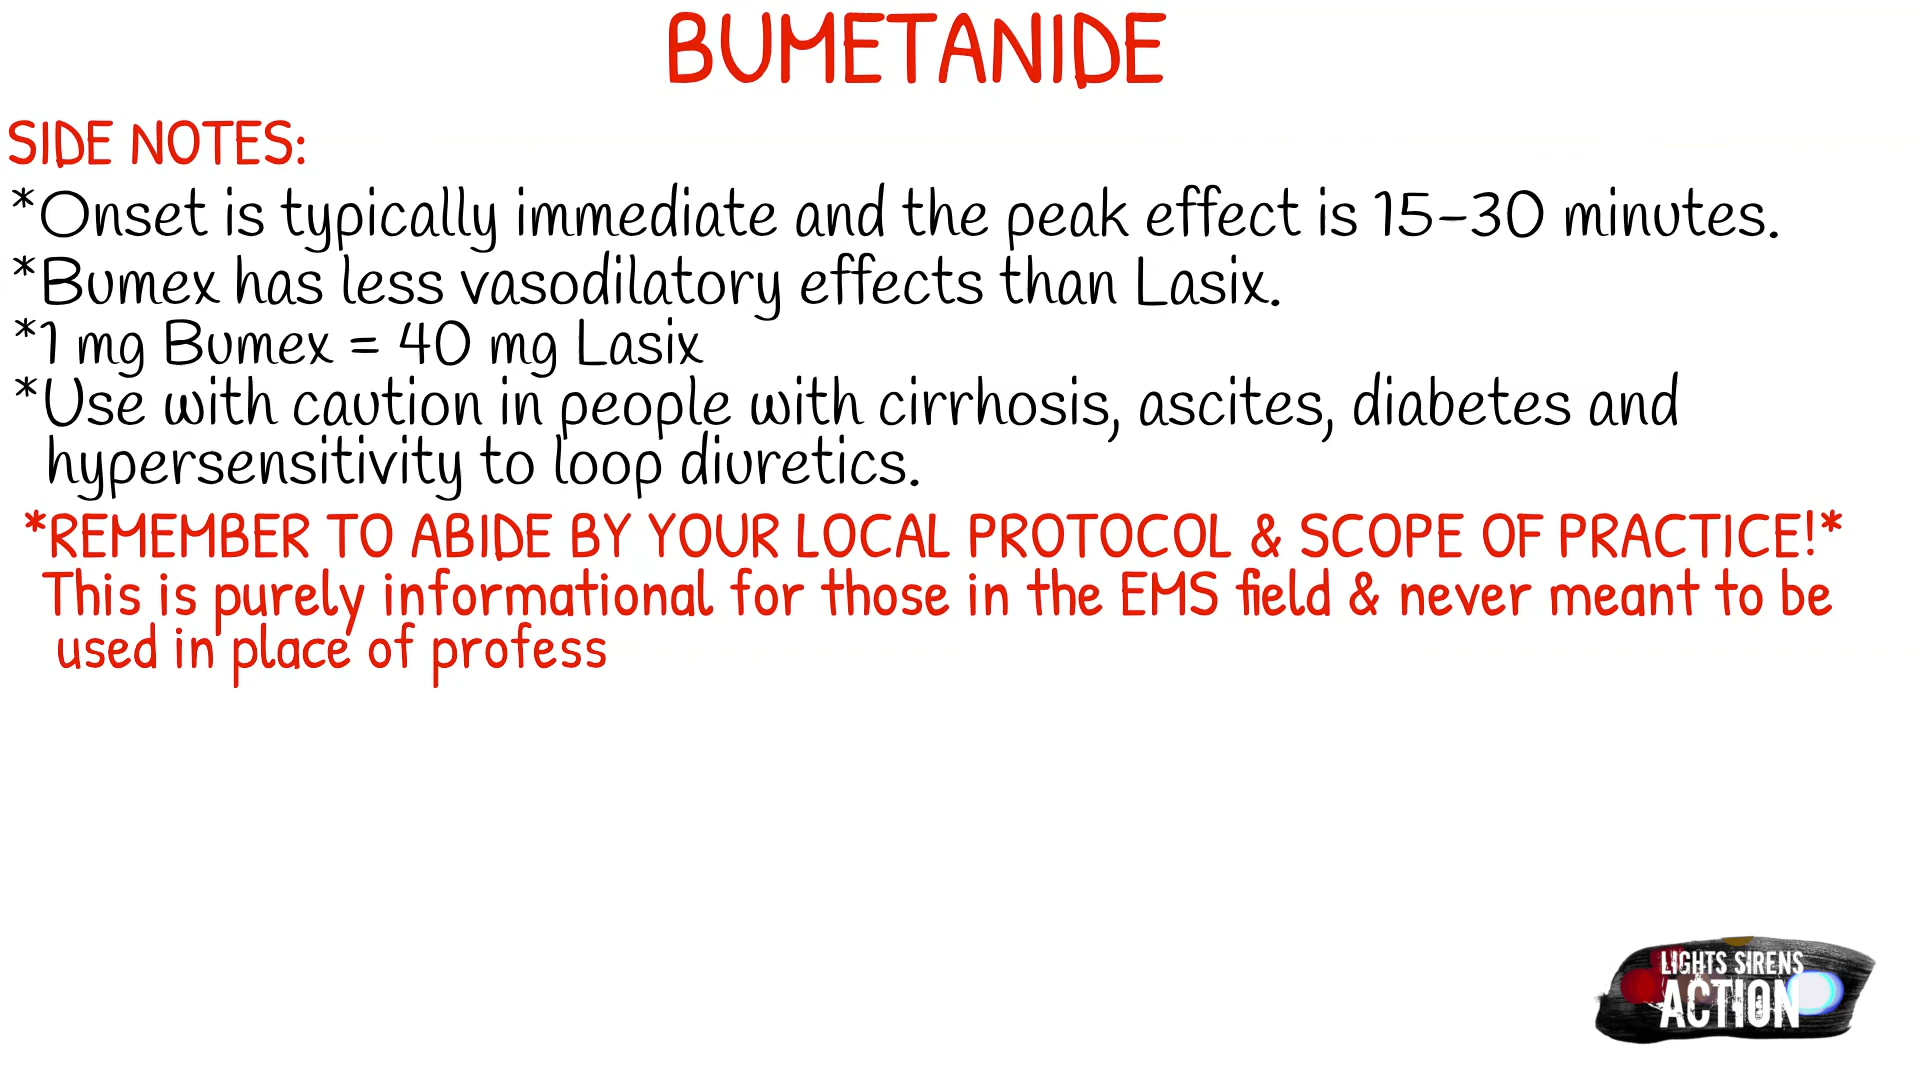 BUMETANIDE
SIDE NOTES:
*Onset is typically immediate and the peak effect is 15-30 minutes.
*Bumex has less vasodilatory effects than Lasix.
*1 mg Bumex = 40 mg Lasix
*Use with caution in people with cirrhosis, ascites, diabetes and
hypersensitivity to loop diuretics.
*REMEMBER TO ABIDE BY YOUR LOCAL PROTOCOL & SCOPE OF PRACTICE!*
This is purely informational for those in the EMS field & never meant to be
used in place of profess
LIGHTS SIRENS
ACTION